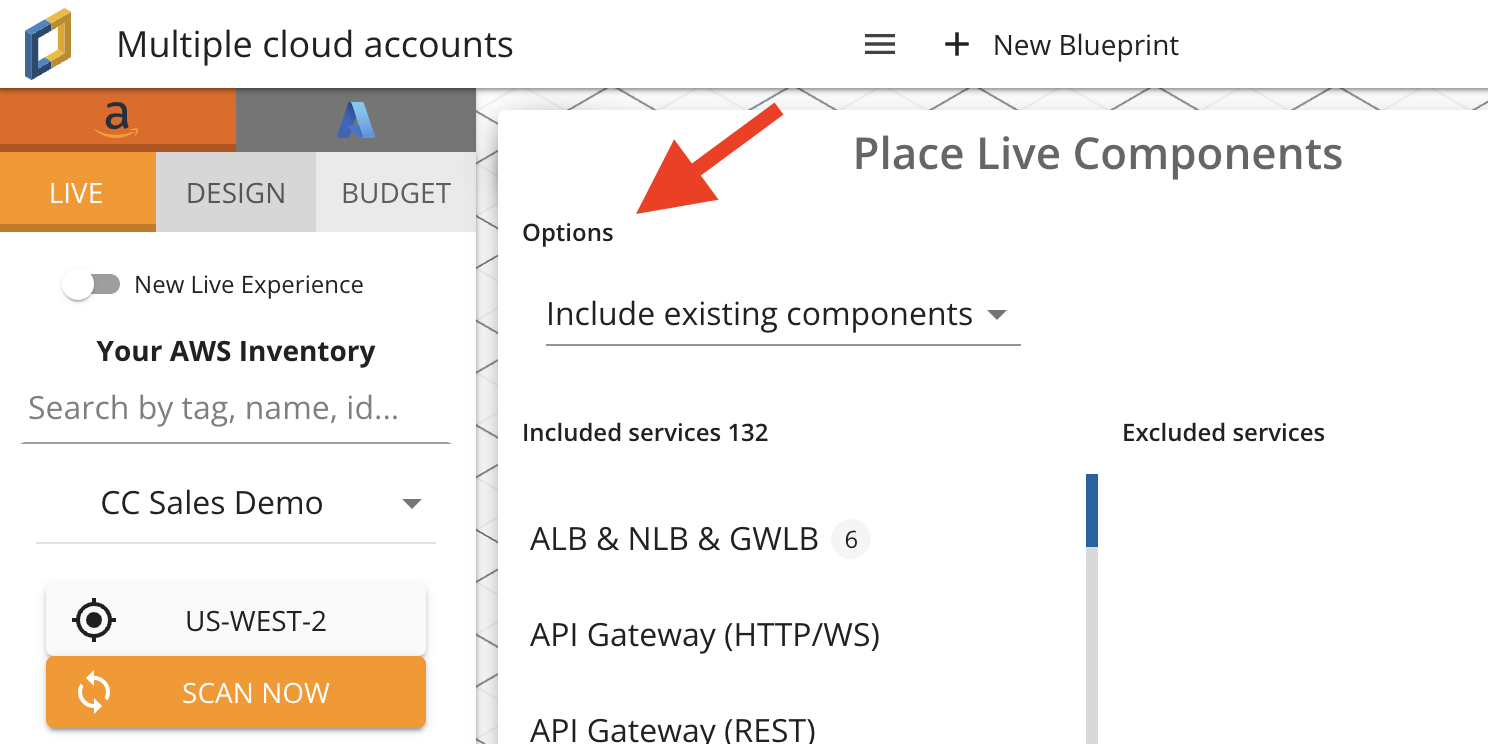 Multiple cloud accounts
New Blueprint
a
LIVE
DESIGN
BUDGET
New Live Experience
Your AWS Inventory
Search by tag, name, id...
CC Sales Demo
US-WEST-2
SCAN NOW
Place Live Components
Options
Include existing components
Included services 132
Excluded services
ALB & NLB & GWLB 6
API Gateway (HTTP/WS)
API Gateway (REST)